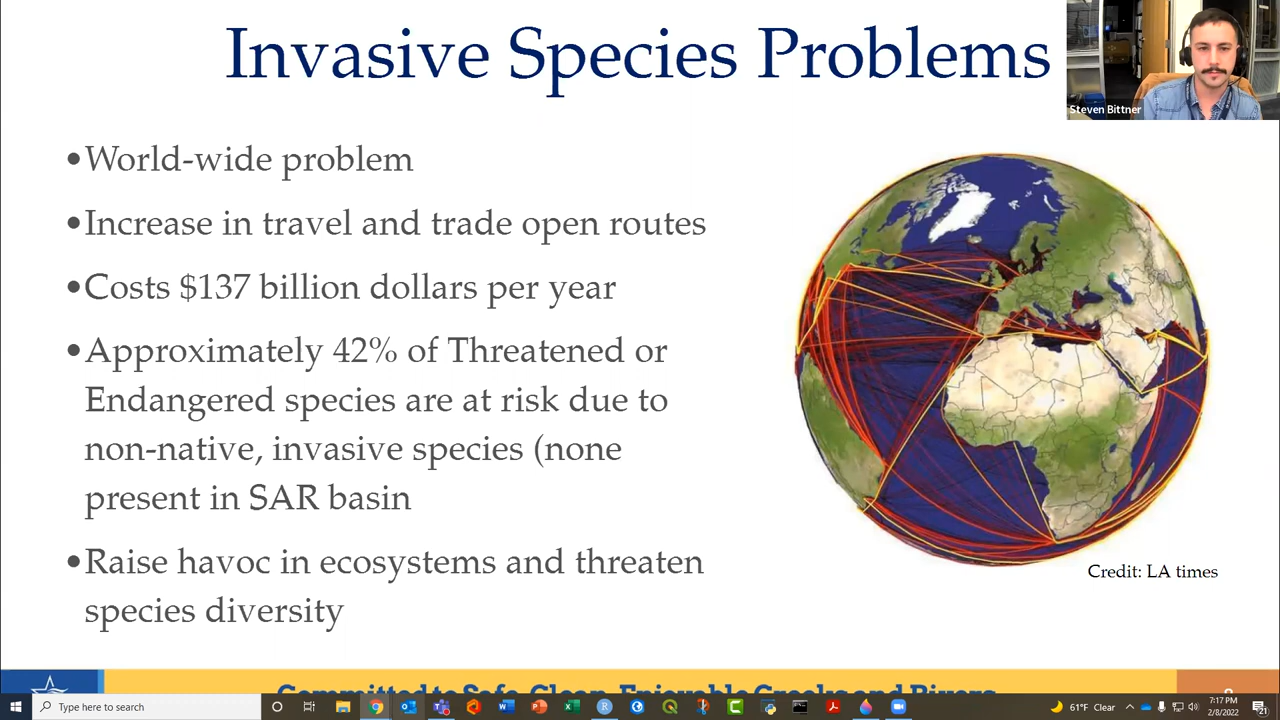 Invasive Species Problems
Steven Bittner
•World-wide problem
•Increase in travel and trade open routes
•Costs $137 billion dollars per year
•Approximately 42% of Threatened or
Endangered species are at risk due to
non-native, invasive species (none
present in SAR basin
•Raise havoc in ecosystems and threaten
species diversity
Credit: LA times
Committed to Safe, Clean, Enjoyable Creeks and Rivers
Type here to search
61°F Clear
7:17 PM
2/8/2022